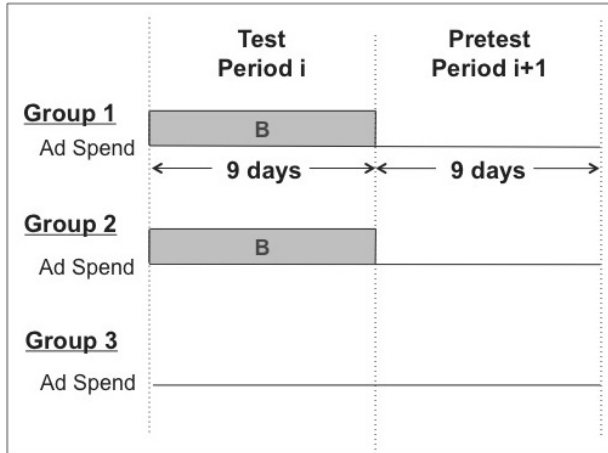 Test
Period i
Pretest
Period i+1
Group 1
B
Ad Spend
9 days
9 days
Group 2
B
Ad Spend
Group 3
Ad Spend